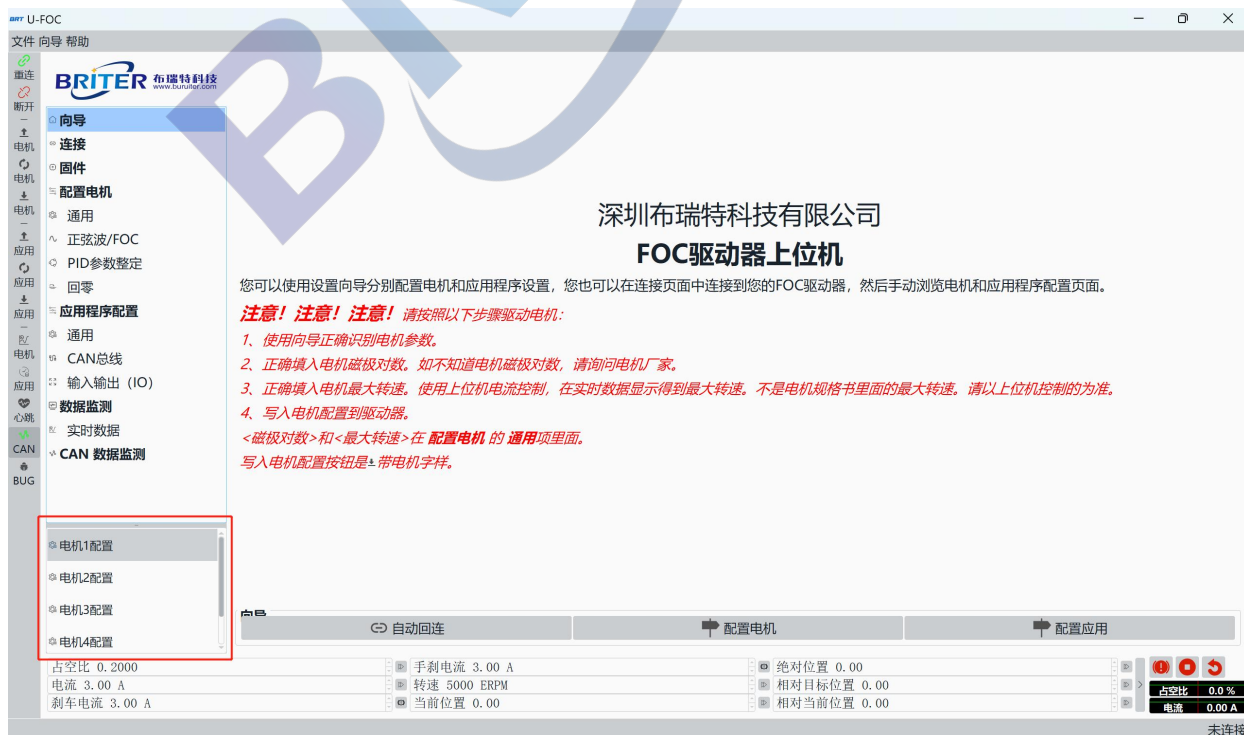 BRT U-FOC
文件 向导 帮助
重连
断开
电机
电机
电机
应用
应用
应用
电机
应用
心跳
CAN
BUG
BRITER 布瑞特科技
www.buruiter.com
向导
连接
固件
配置电机
通用
正弦波/FOC
PID参数整定
回零
应用程序配置
通用
CAN总线
输入输出（IO）
数据监测
实时数据
CAN 数据监测
电机1配置
电机2配置
电机3配置
电机4配置
深圳布瑞特科技有限公司
FOC驱动器上位机
您可以使用设置向导分别配置电机和应用程序设置，您也可以在连接页面中连接到您的FOC驱动器，然后手动浏览电机和应用程序配置页面。
注意！注意！注意！请按照以下步骤驱动电机：
1、使用向导正确识别电机参数。
2、正确填入电机磁极对数。如不知道电机磁极对数，请询问电机厂家。
3、正确填入电机最大转速。使用上位机电流控制，在实时数据显示得到最大转速。不是电机规格书里面的最大转速。请以上位机控制的为准。
4、写入电机配置到驱动器。
<磁极对数>和<最大转速>在 配置电机 的 通用项里面。
写入电机配置按钮是 带电机字样。
向导
自动回连 配置电机 配置应用
占空比 0.2000 手刹电流 3.00 A 绝对位置 0.00
电流 3.00 A 转速 5000 ERPM 相对目标位置 0.00
刹车电流 3.00 A 当前位置 0.00 相对当前位置 0.00
占空比 0.0 %
电流 0.00 A
未连接